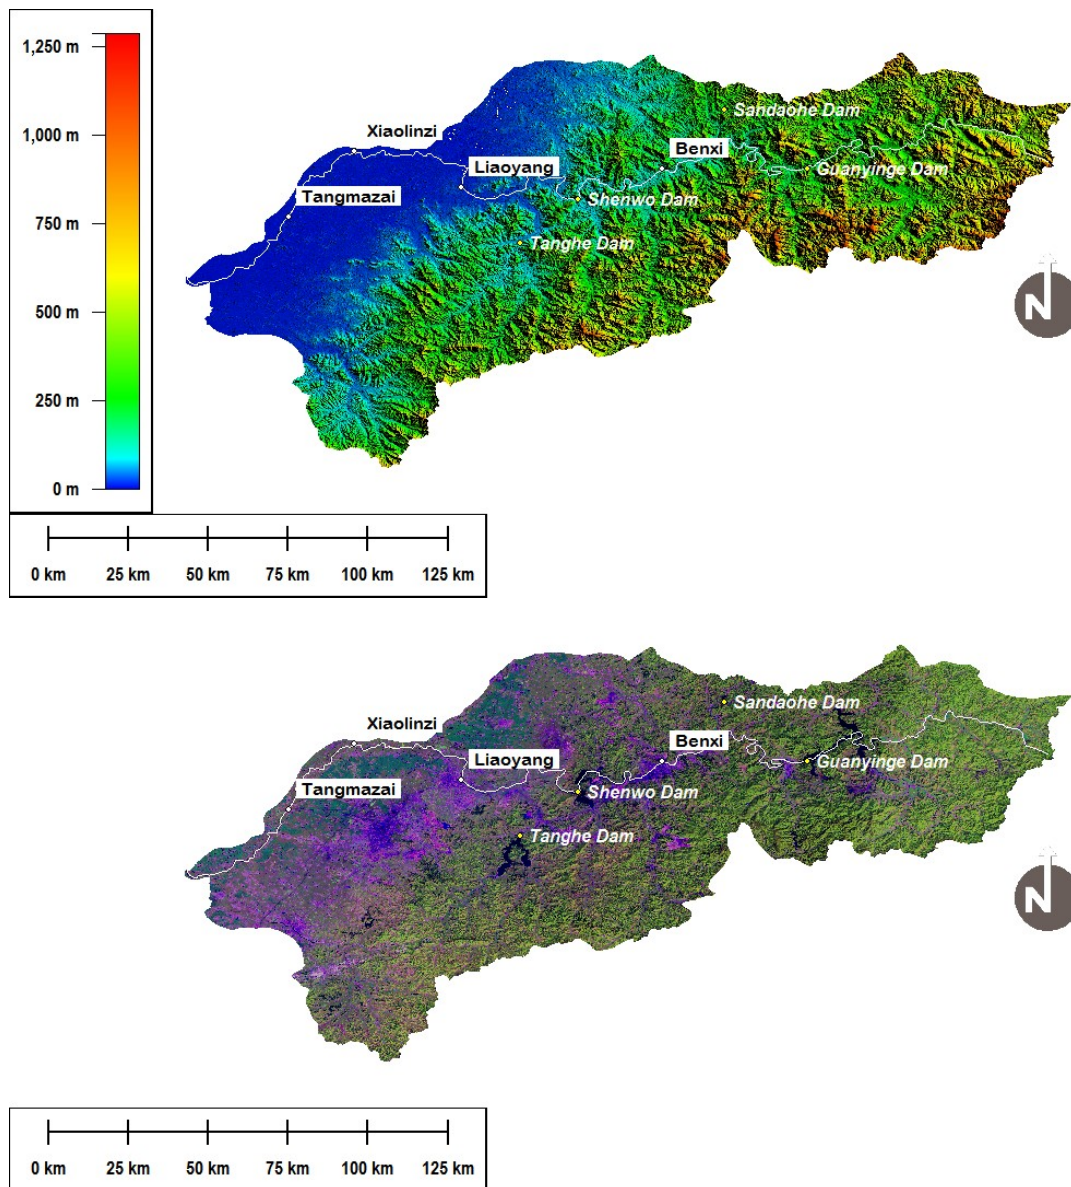 1,250 m
1,000 m
750 m
500 m
250 m
0 m
Sandaohe Dam
Xiaolinzi
Benxi
Liaoyang
Guanyinge Dam
Tangmazai
Shenwo Dam
Tanghe Dam
N
0 km 25 km 50 km 75 km 100 km 125 km
Sandaohe Dam
Xiaolinzi
Benxi
Liaoyang
Guanyinge Dam
Tangmazai
Shenwo Dam
Tanghe Dam
N
0 km 25 km 50 km 75 km 100 km 125 km